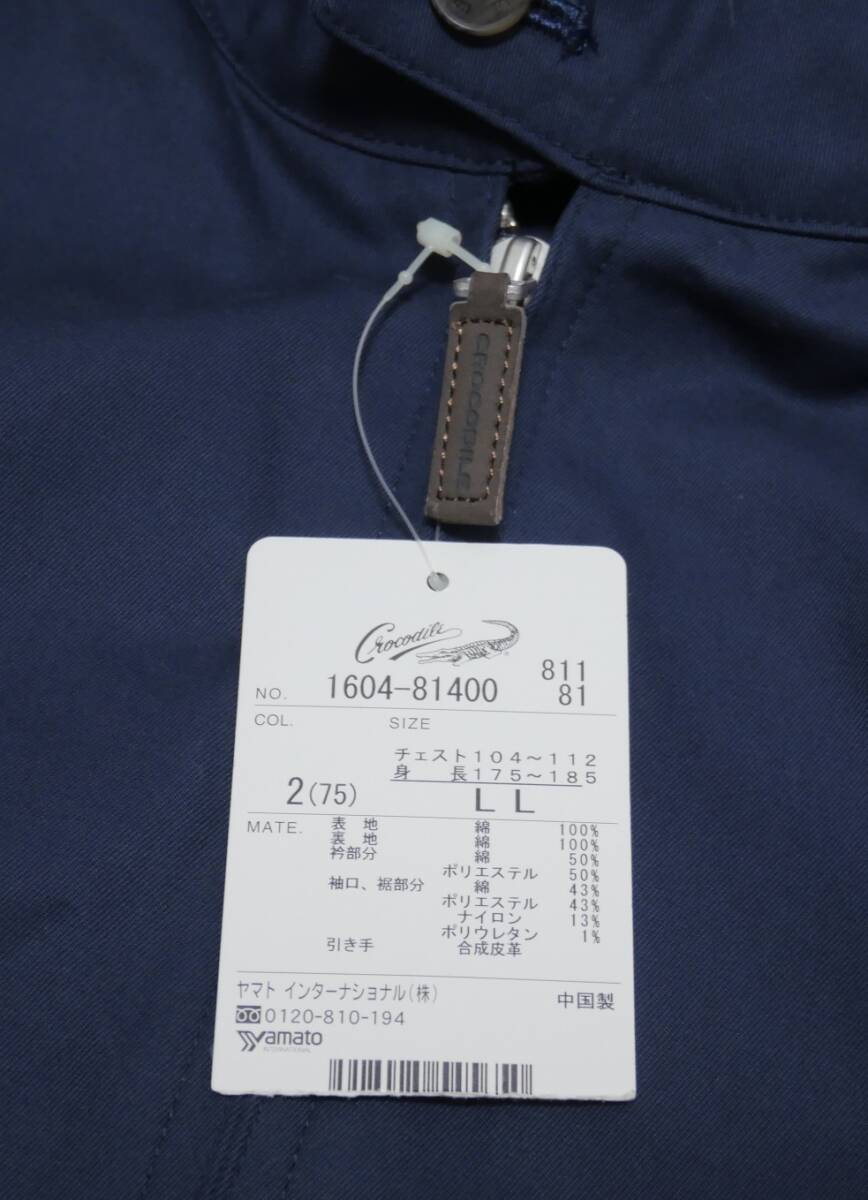 CROCODILE
Crocodile
NO. 1604-81400 811
81
COL. SIZE
チェスト104～112
身 長175～185
2(75) LL
MATE. 表 地 綿 100%
裏 地 綿 100%
衿部分 綿 50%
ポリエステル 50%
袖口、裾部分 綿 43%
ポリエステル 43%
ナイロン 13%
ポリウレタン 1%
引き手 合成皮革
ヤマト インターナショナル(株) 中国製
0120-810-194
Yamato
INTERNATIONAL